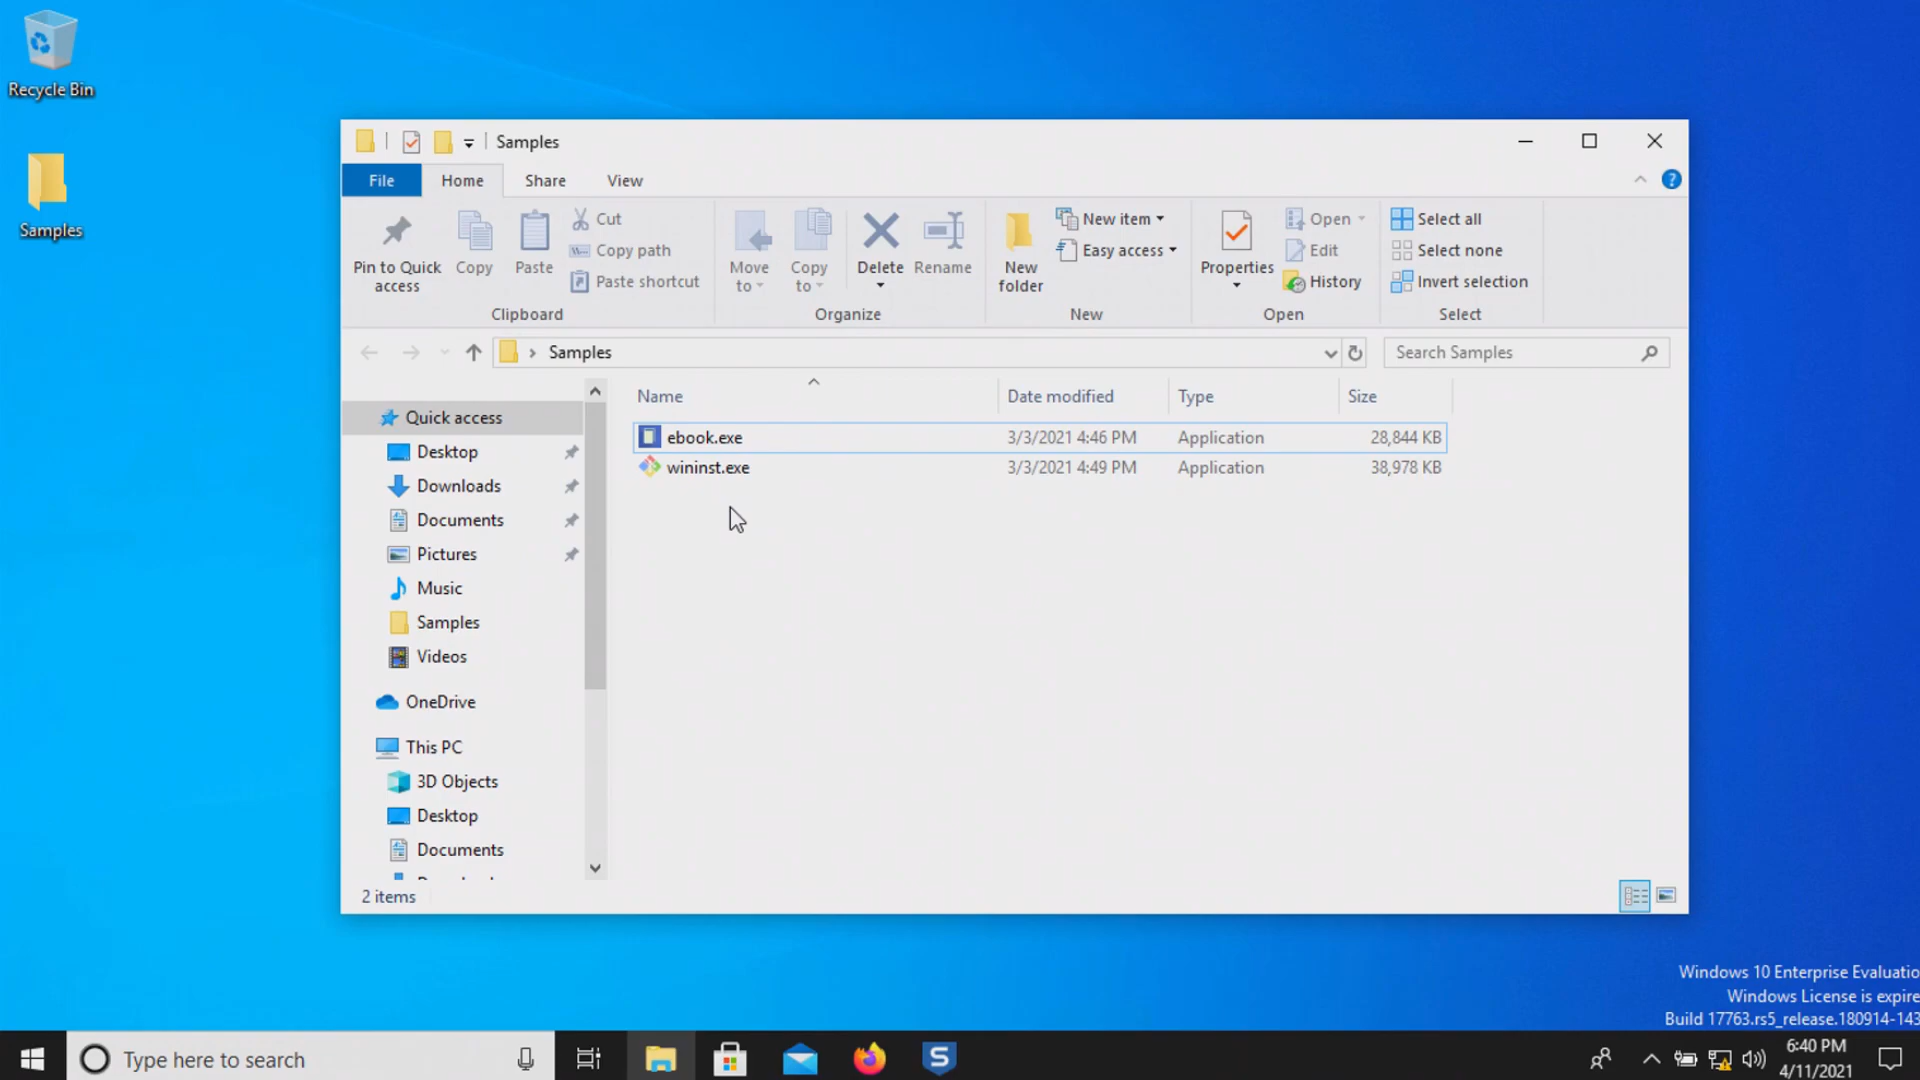 Recycle Bin
Samples
Samples
File Home Share View
Pin to Quick access
Copy
Paste
Cut
Copy path
Paste shortcut
Clipboard
Move to
Copy to
Delete
Rename
Organize
New folder
New item
Easy access
New
Properties
Open
Edit
History
Open
Select all
Select none
Invert selection
Select
Samples
Search Samples
Name Date modified Type Size
ebook.exe 3/3/2021 4:46 PM Application 28,844 KB
wininst.exe 3/3/2021 4:49 PM Application 38,978 KB
Quick access
Desktop
Downloads
Documents
Pictures
Music
Samples
Videos
OneDrive
This PC
3D Objects
Desktop
Documents
2 items
Windows 10 Enterprise Evaluatio
Windows License is expire
Build 17763.rs5_release.180914-143
Type here to search
6:40 PM
4/11/2021